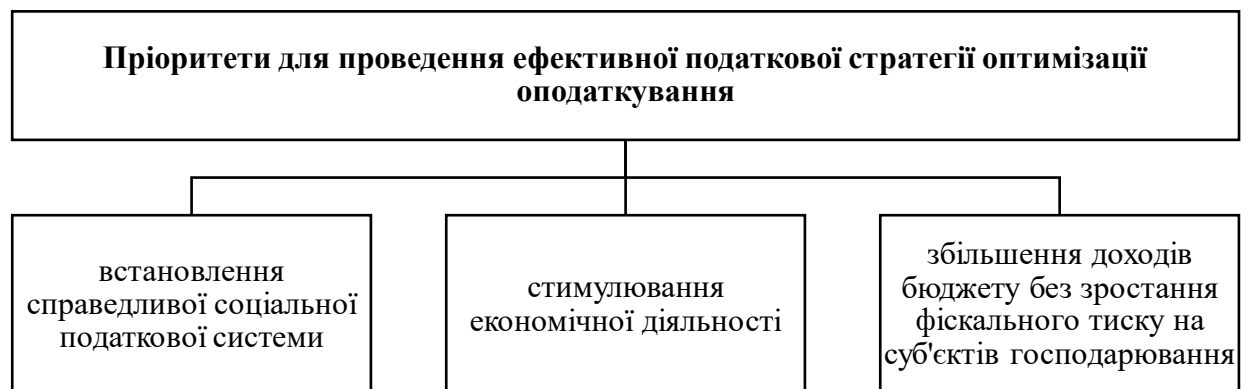 Пріоритети для проведення ефективної податкової стратегії оптимізації
оподаткування
встановлення
справедливої соціальної
податкової системи
стимулювання
економічної діяльності
збільшення доходів
бюджету без зростання
фіскального тиску на
суб'єктів господарювання